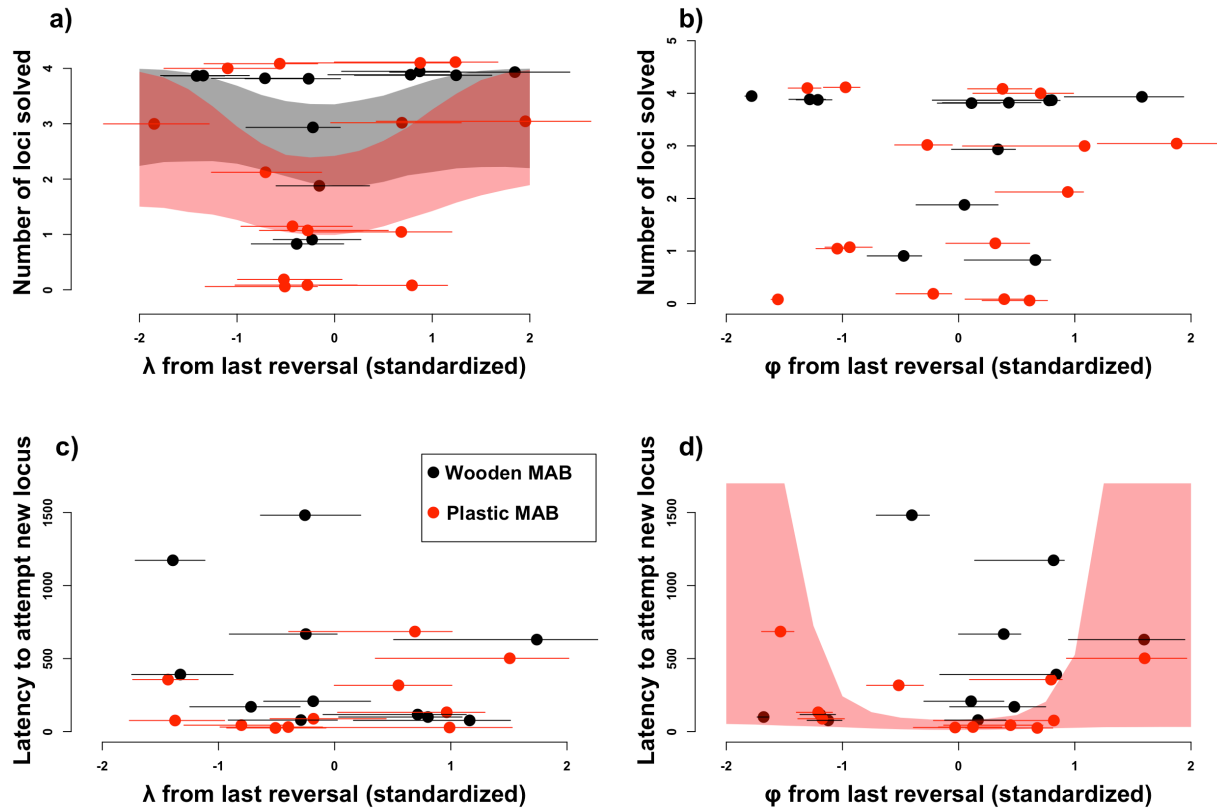 a)
Number of loci solved
4
3
2
1
0
-2 -1 0 1 2
λ from last reversal (standardized)
b)
Number of loci solved
5
4
3
2
1
0
-2 -1 0 1 2
φ from last reversal (standardized)
c)
Latency to attempt new locus
1500
1000
500
0
Wooden MAB
Plastic MAB
-2 -1 0 1 2
λ from last reversal (standardized)
d)
Latency to attempt new locus
1500
1000
500
0
-2 -1 0 1 2
φ from last reversal (standardized)